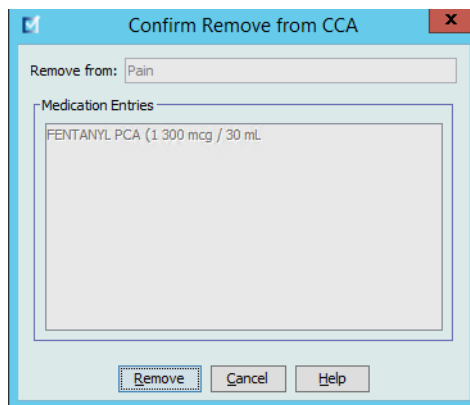 Confirm Remove from CCA
x
Remove from: Pain
Medication Entries
FENTANYL PCA (1 300 mcg / 30 mL
Remove Cancel Help